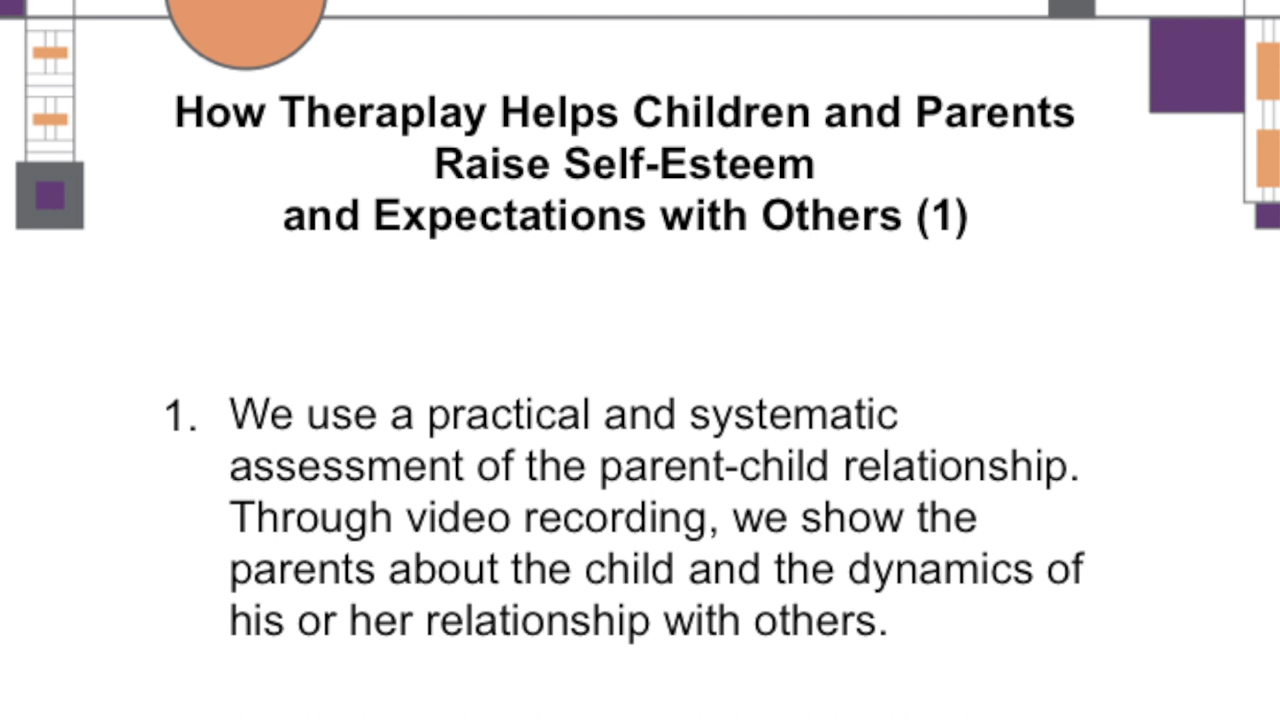 How Theraplay Helps Children and Parents
Raise Self-Esteem
and Expectations with Others (1)
1. We use a practical and systematic
assessment of the parent-child relationship.
Through video recording, we show the
parents about the child and the dynamics of
his or her relationship with others.